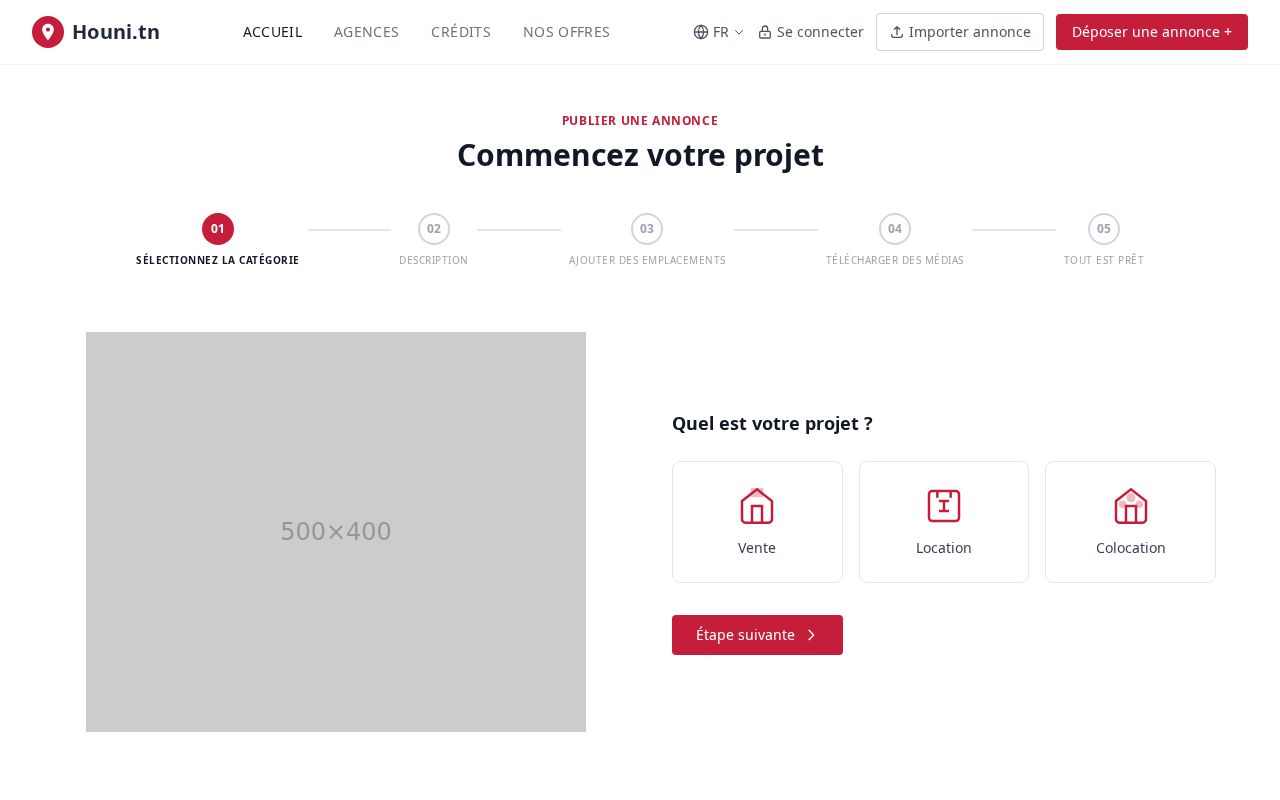 Houni.tn
ACCUEIL
AGENCES
CRÉDITS
NOS OFFRES
FR
Se connecter
Importer annonce
Déposer une annonce +
PUBLIER UNE ANNONCE
Commencez votre projet
01
02
03
04
05
SÉLECTIONNEZ LA CATÉGORIE
DESCRIPTION
AJOUTER DES EMPLACEMENTS
TÉLÉCHARGER DES MÉDIAS
TOUT EST PRÊT
500×400
Quel est votre projet ?
Vente
Location
Colocation
Étape suivante